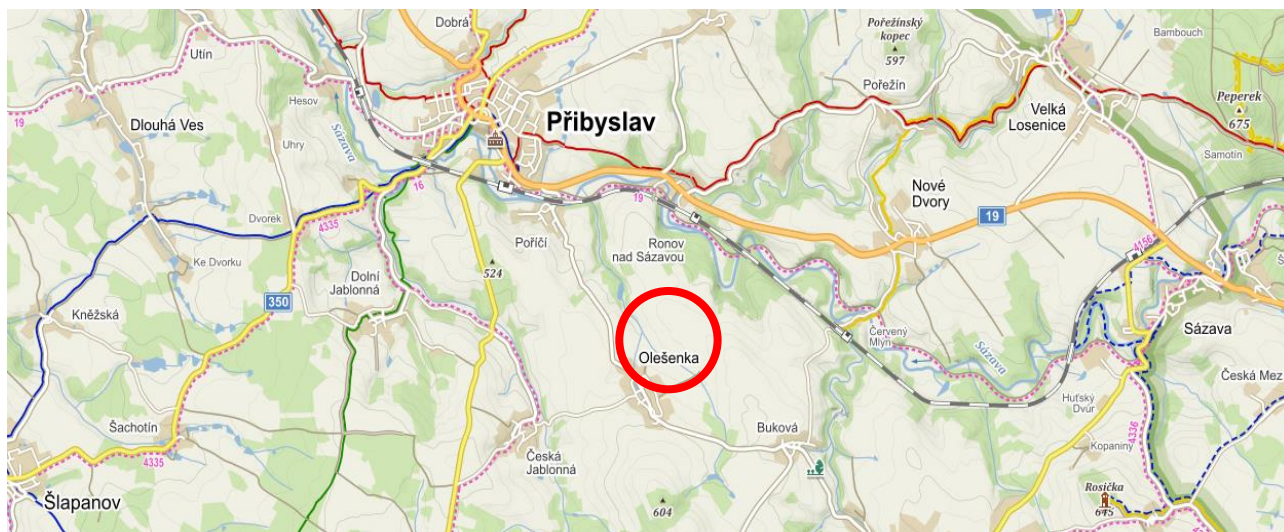 Dobrá
Pořežínský
kopec
597
Bambouch
Utín
Hesov
Pořežín
Velká
Losenice
Peperek
675
19
Dlouhá Ves
Sázava
Přibyslav
Uhry
Samotín
16
19
Nové
Dvory
19
Dvorek
4335
Poříčí
Ronov
nad Sázavou
4156
Ke Dvorku
524
Dolní
Jablonná
350
Kněžská
Červený
Mlýn
Sázava
Sázava
Olešenka
Česká Mez
Huťský
Dvůr
Šachotín
4335
Buková
Kopaniny
4336
Česká
Jablonná
Šlapanov
604
Rosička
645